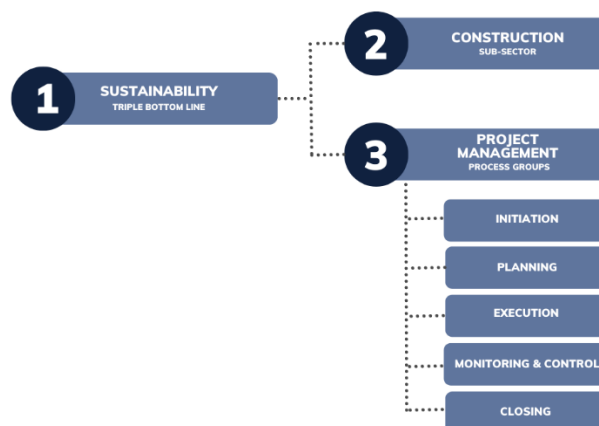 1
SUSTAINABILITY
TRIPLE BOTTOM LINE
2
CONSTRUCTION
SUB-SECTOR
3
PROJECT
MANAGEMENT
PROCESS GROUPS
INITIATION
PLANNING
EXECUTION
MONITORING & CONTROL
CLOSING